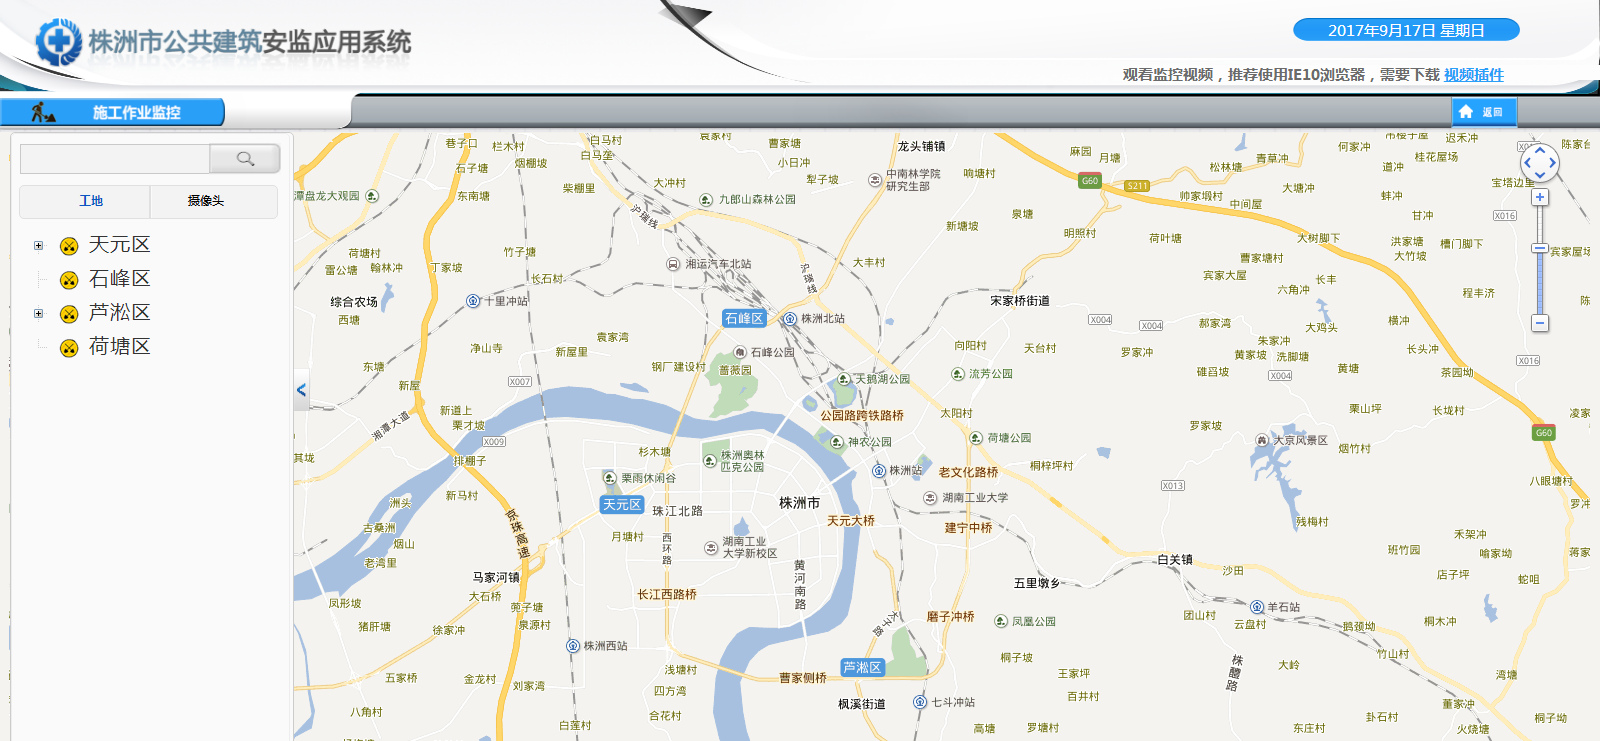 株洲市公共建筑安监应用系统
2017年9月17日 星期日
观看监控视频，推荐使用IE10浏览器，需要下载 视频插件
施工作业监控
返回
工地
摄像头
天元区
石峰区
芦淞区
荷塘区
巷子口
栏木村
白马村
白马垄
袁家村
曹家塘
小日冲
龙头铺镇
麻园
月塘
松林塘
青草冲
何家冲
迟禾冲
桂花屋场
道冲
石子塘
烟棚坡
东南塘
柴棚里
大冲村
犁子坡
中南林学院
研究生部
响塘村
G60
S211
帅家塅村
中间屋
大塘冲
蚌冲
宝塔边里
甘冲
X016
潭盘龙大观园
九郎山森林公园
沪瑞线
新塘坡
泉塘
明照村
荷叶塘
大树脚下
洪家塘
大竹坡
槽门脚下
宾家屋场
荷塘村
雷公塘
翰林冲
丁家坡
竹子塘
长石村
湘运汽车北站
沪瑞线
大丰村
曹家塘村
宾家大屋
长丰
六角冲
程丰济
综合农场
西塘
十里冲站
石峰区
株洲北站
宋家桥街道
X004
X004
郝家湾
大鸡头
横冲
朱家冲
袁家湾
新屋里
净山寺
石峰公园
蔷薇园
钢厂建设村
向阳村
天台村
罗家冲
黄家坡
洗脚塘
长头冲
X016
东塘
新屋
X007
天鹅湖公园
流芳公园
碓舀坡
X004
黄塘
茶园坳
新道上
栗才坡
湘潭大道
X009
公园路跨铁路桥
太阳村
栗山坪
长垅村
凌家
罗家坡
G60
其垅
排棚子
杉木塘
株洲奥林
匹克公园
神农公园
荷塘公园
大京风景区
烟竹村
新马村
栗雨休闲谷
株洲站
老文化路桥
桐梓坪村
X013
八眼塘村
罗冲
洲头
古桑洲
烟山
老湾里
京珠高速
天元区
珠江北路
株洲市
天元大桥
湖南工业大学
建宁中桥
残梅村
月塘村
西环路
湖南工业
大学新校区
黄河南路
班竹园
禾架冲
喻家坳
蒋家
马家河镇
大石桥
长江西路桥
五里墩乡
白关镇
沙田
店子坪
蛇咀
凤形坡
苑子塘
泉源村
猪肝塘
徐家冲
磨子冲桥
凤凰公园
羊石站
团山村
云盘村
鹅颈坳
桐木冲
株洲西站
浅塘村
芦淞区
桐子坡
株醴路
大岭
竹山村
五家桥
金龙村
刘家湾
四方湾
曹家侧桥
王家坪
湾塘
八角村
白莲村
合花村
枫溪街道
七斗冲站
百井村
高塘
罗塘村
东庄村
卦石村
董家冲
火烧塘
桐子坳